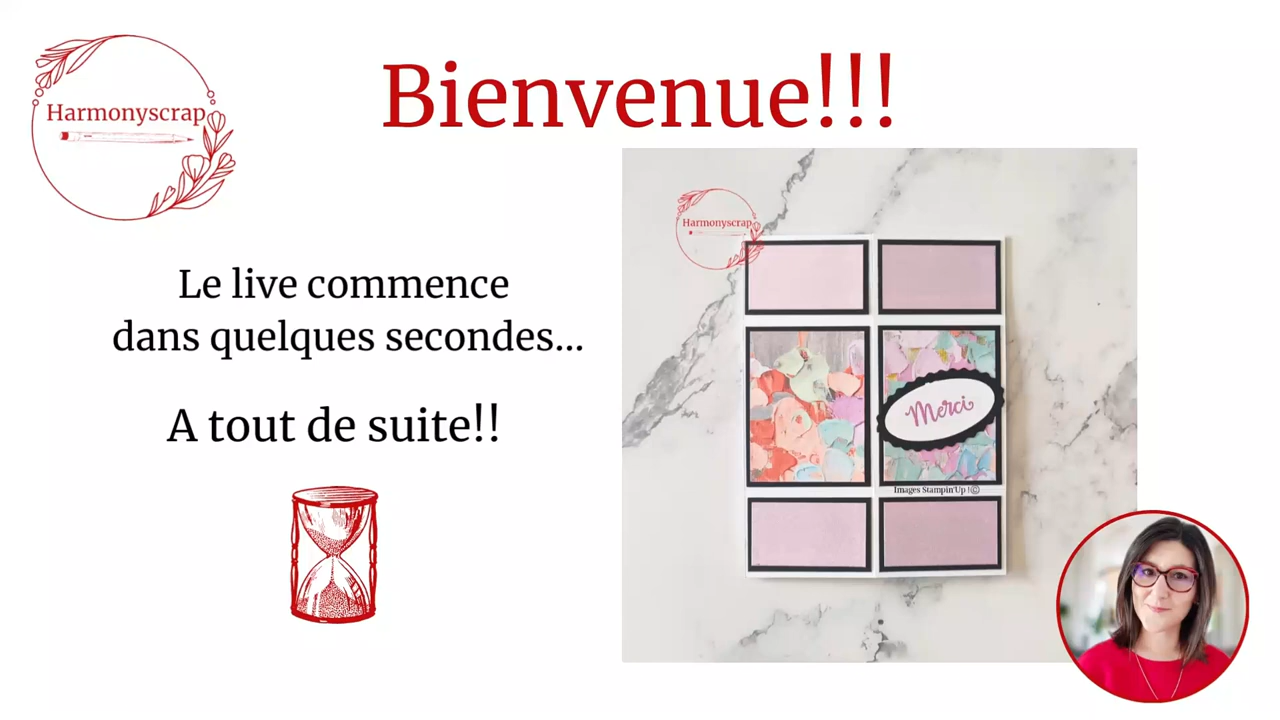 Harmonyscrap
Bienvenue!!!
Le live commence
dans quelques secondes...
A tout de suite!!
Harmonyscrap
Merci
Images Stampin'Up !©